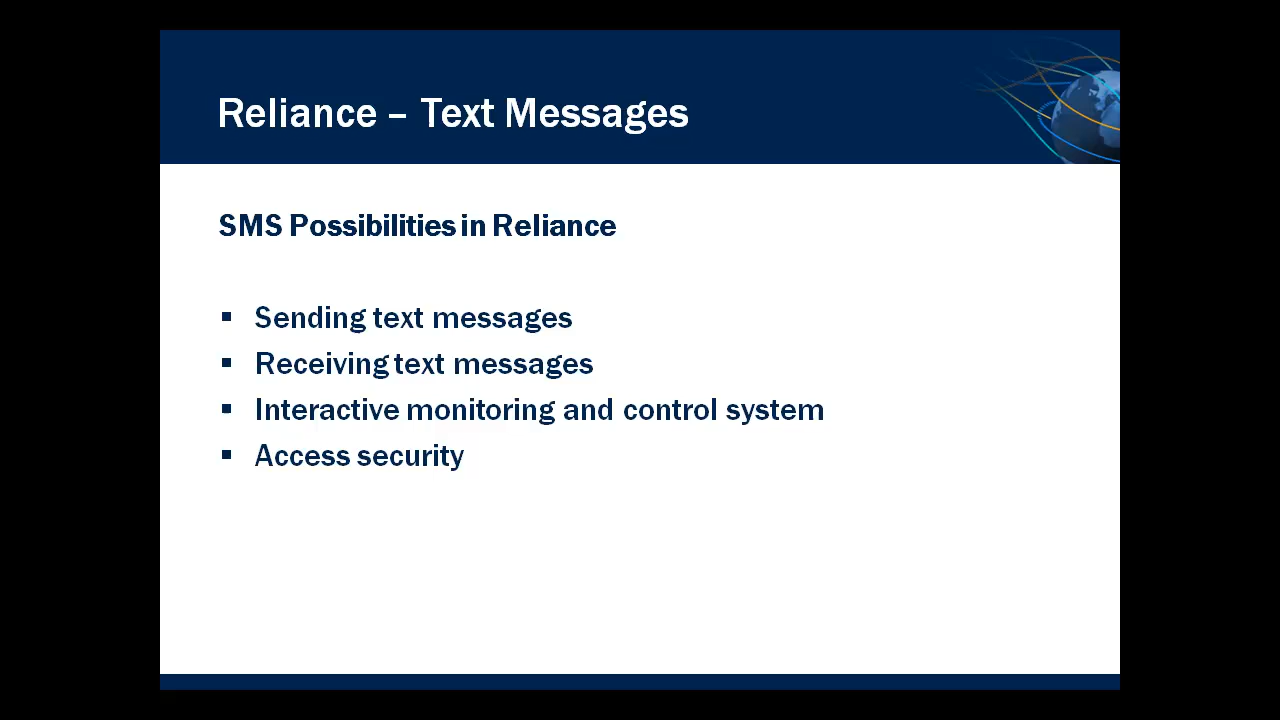 Reliance – Text Messages
SMS Possibilities in Reliance
▪ Sending text messages
▪ Receiving text messages
▪ Interactive monitoring and control system
▪ Access security